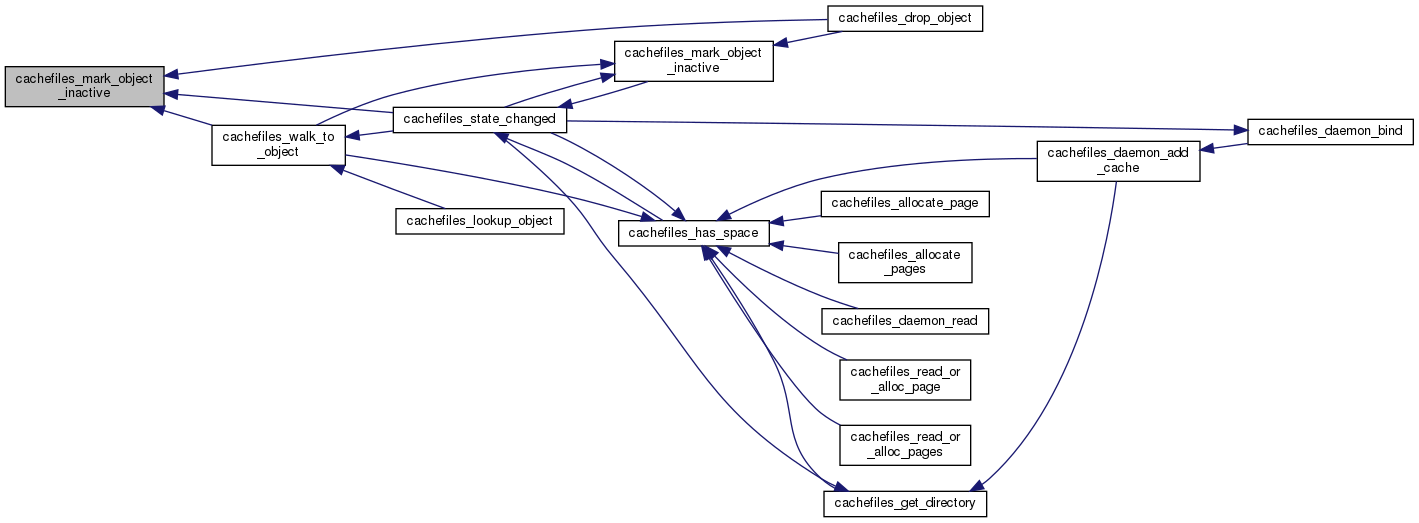 cachefiles_drop_object
cachefiles_mark_object
_inactive
cachefiles_mark_object
_inactive
cachefiles_state_changed
cachefiles_walk_to
_object
cachefiles_daemon_bind
cachefiles_daemon_add
_cache
cachefiles_allocate_page
cachefiles_lookup_object
cachefiles_has_space
cachefiles_allocate
_pages
cachefiles_daemon_read
cachefiles_read_or
_alloc_page
cachefiles_read_or
_alloc_pages
cachefiles_get_directory